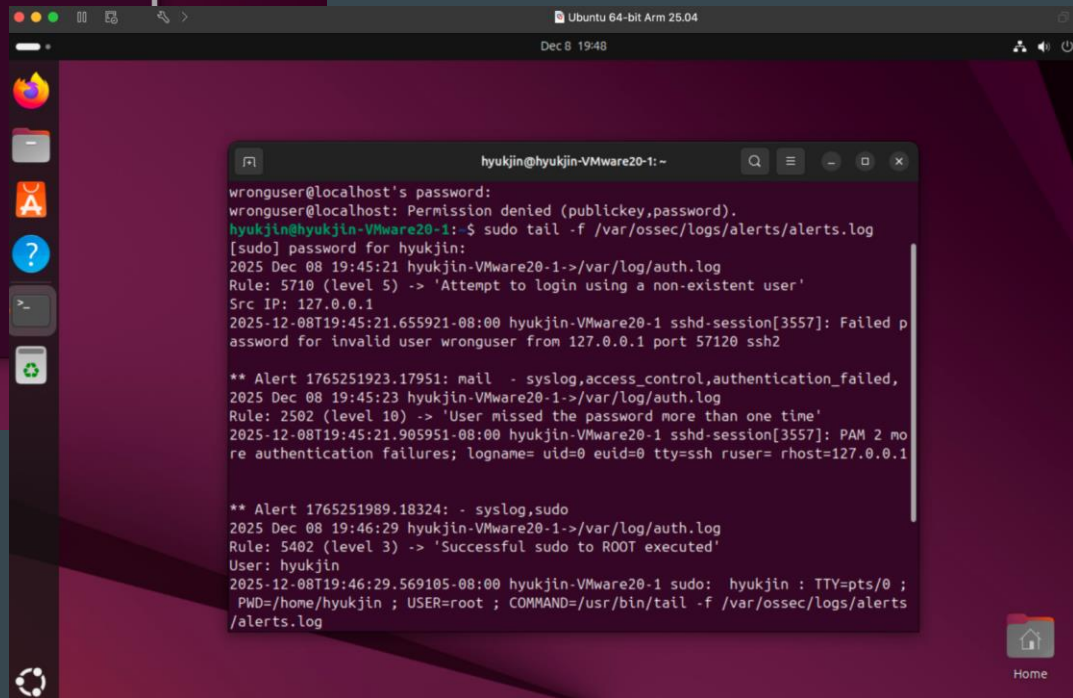 Ubuntu 64-bit Arm 25.04
Dec 8 19:48
hyukjin@hyukjin-VMware20-1: ~
wronguser@localhost's password:
wronguser@localhost: Permission denied (publickey,password).
hyukjin@hyukjin-VMware20-1:~$ sudo tail -f /var/ossec/logs/alerts/alerts.log
[sudo] password for hyukjin:
2025 Dec 08 19:45:21 hyukjin-VMware20-1->/var/log/auth.log
Rule: 5710 (level 5) -> 'Attempt to login using a non-existent user'
Src IP: 127.0.0.1
2025-12-08T19:45:21.655921-08:00 hyukjin-VMware20-1 sshd-session[3557]: Failed p
assword for invalid user wronguser from 127.0.0.1 port 57120 ssh2
** Alert 1765251923.17951: mail  - syslog,access_control,authentication_failed,
2025 Dec 08 19:45:23 hyukjin-VMware20-1->/var/log/auth.log
Rule: 2502 (level 10) -> 'User missed the password more than one time'
2025-12-08T19:45:21.905951-08:00 hyukjin-VMware20-1 sshd-session[3557]: PAM 2 mo
re authentication failures; logname= uid=0 euid=0 tty=ssh ruser= rhost=127.0.0.1
** Alert 1765251989.18324: - syslog,sudo
2025 Dec 08 19:46:29 hyukjin-VMware20-1->/var/log/auth.log
Rule: 5402 (level 3) -> 'Successful sudo to ROOT executed'
User: hyukjin
2025-12-08T19:46:29.569105-08:00 hyukjin-VMware20-1 sudo:  hyukjin : TTY=pts/0 ;
 PWD=/home/hyukjin ; USER=root ; COMMAND=/usr/bin/tail -f /var/ossec/logs/alerts
/alerts.log
Home